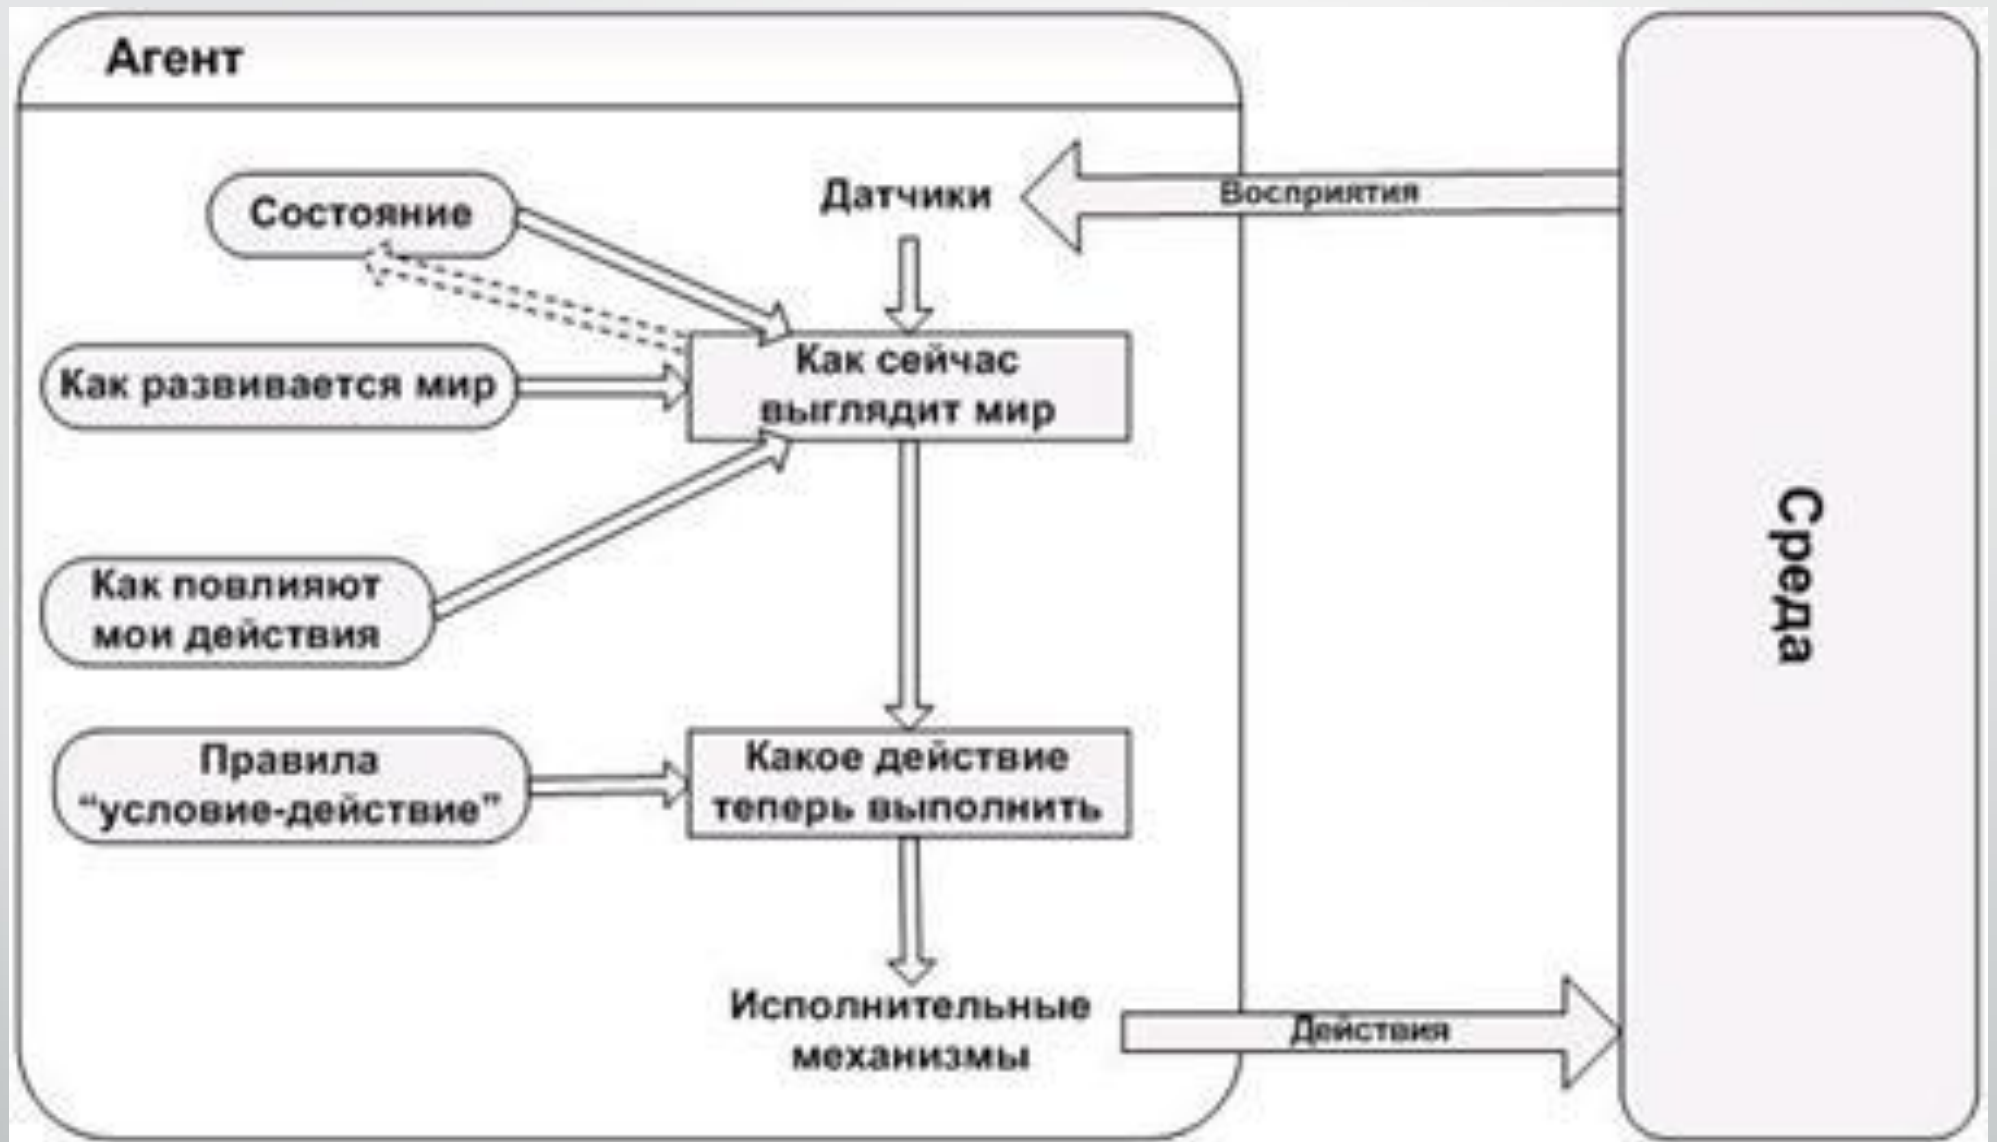 Агент
Состояние
Датчики
Восприятия
Как развивается мир
Как сейчас
выглядит мир
Как повлияют
мои действия
Среда
Правила
“условие-действие”
Какое действие
теперь выполнить
Исполнительные
механизмы
Действия